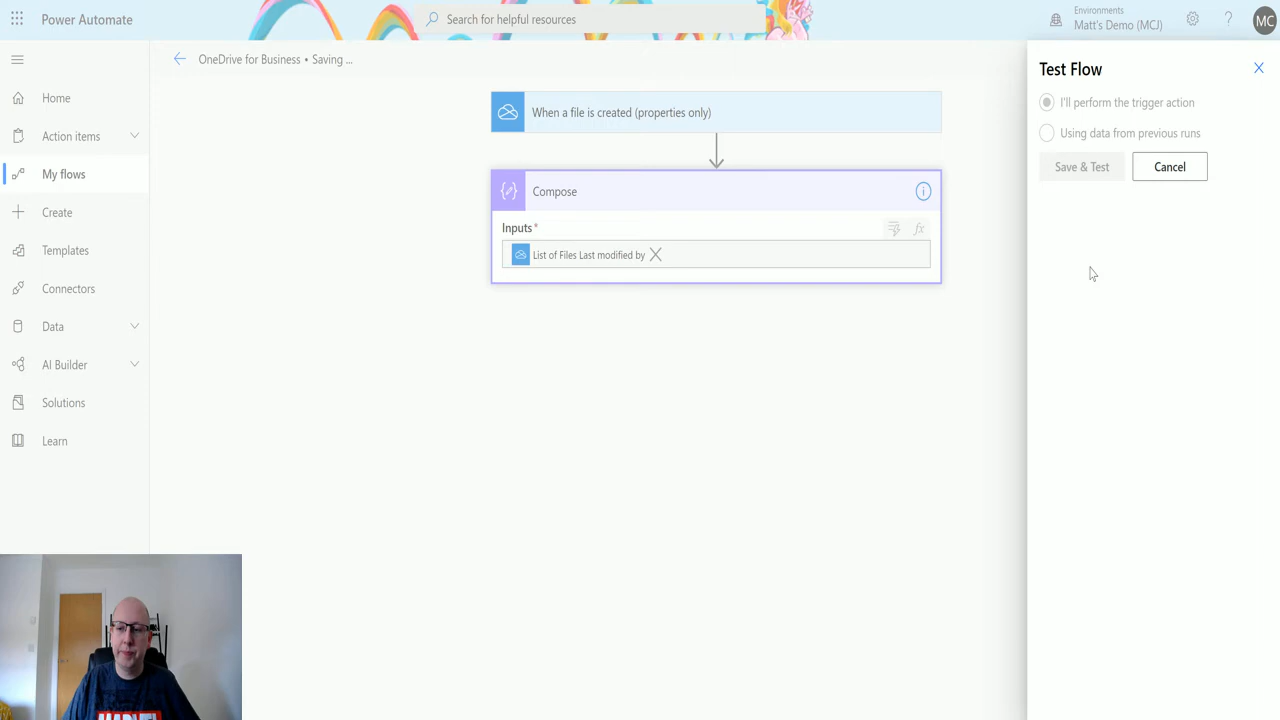 Power Automate
Search for helpful resources
Environments
Matt's Demo (MCJ)
?
MC
OneDrive for Business • Saving ...
Home
Action items
My flows
Create
Templates
Connectors
Data
AI Builder
Solutions
Learn
When a file is created (properties only)
Compose
Inputs*
fx
List of Files Last modified by
Test Flow
I'll perform the trigger action
Using data from previous runs
Save & Test
Cancel
MARVEL